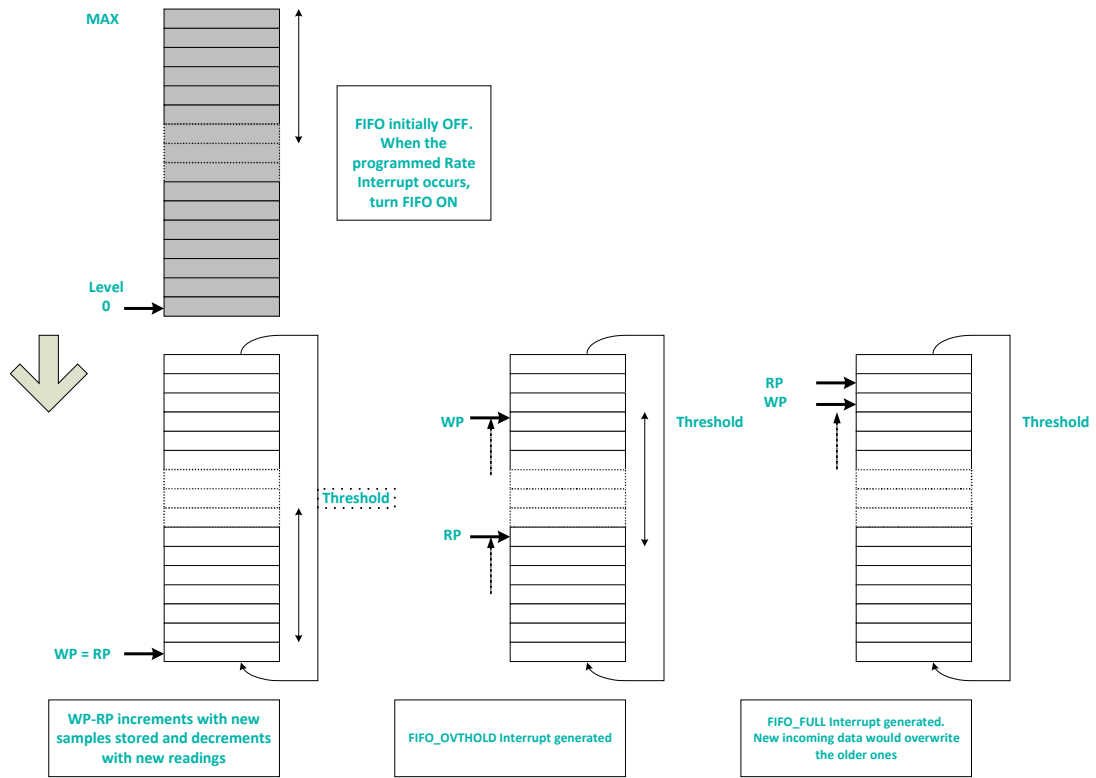 MAX
FIFO initially OFF.
When the
programmed Rate
Interrupt occurs,
turn FIFO ON
Level
0
WP = RP
Threshold
WP
RP
Threshold
RP
WP
Threshold
WP-RP increments with new
samples stored and decrements
with new readings
FIFO_OVTHOLD Interrupt generated
FIFO_FULL Interrupt generated.
New incoming data would overwrite
the older ones